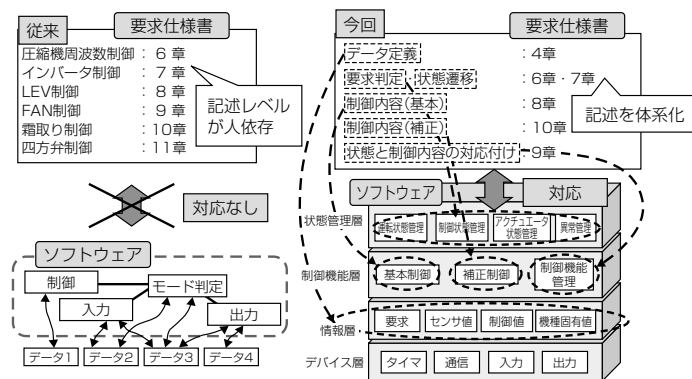 従来
要求仕様書
圧縮機周波数制御 : 6 章
インバータ制御 : 7 章
LEV制御 : 8 章
FAN制御 : 9 章
霜取り制御 : 10章
四方弁制御 : 11章
記述レベル
が人依存
対応なし
ソフトウェア
制御
モード判定
入力
出力
データ1
データ2
データ3
データ4
今回
要求仕様書
データ定義 : 4章
要求判定・状態遷移 : 6章・7章
制御内容(基本) : 8章
制御内容(補正) : 10章
状態と制御内容の対応付け : 9章
記述を体系化
ソフトウェア
対応
状態管理層
運転状態管理
制御状態管理
アクチュエータ
状態管理
異常管理
制御機能層
基本制御
補正制御
制御機能
管理
情報層
要求
センサ値
制御値
機種固有値
デバイス層
タイマ
通信
入力
出力